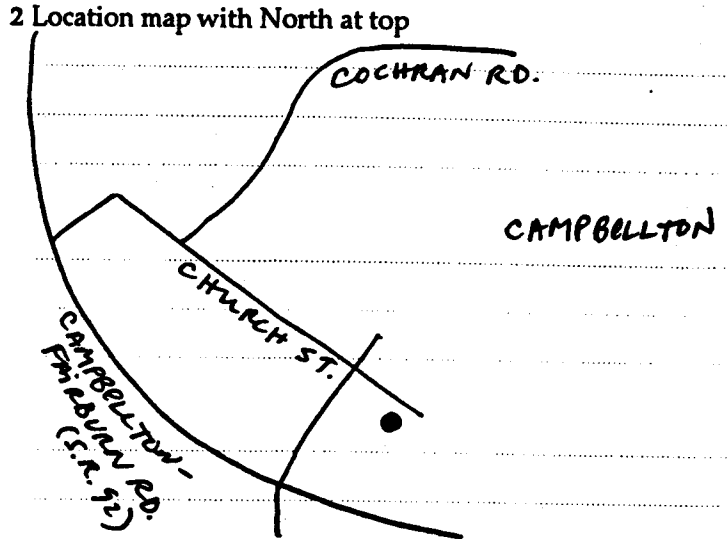 2 Location map with North at top
COCHRAN RD.
CAMPBELLTON
CHURCH ST.
CAMPBELLTON-
FAIRBURN RD.
(S.R. 92)